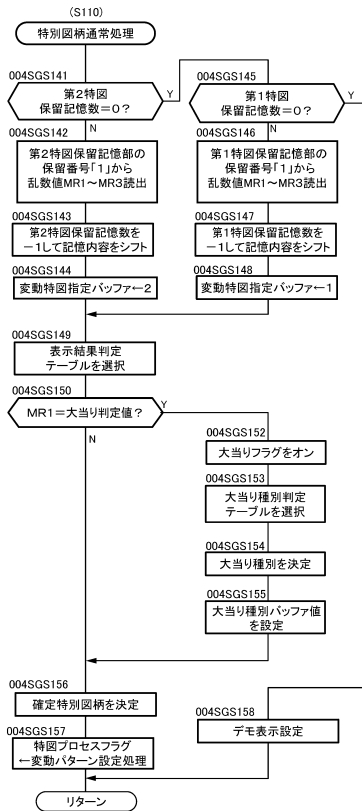 (S110)
特別図柄通常処理
004SGS141
第2特図
保留記憶数＝0？
Y
N
004SGS142
第2特図保留記憶部の
保留番号「1」から
乱数値MR1～MR3読出
004SGS143
第2特図保留記憶数を
－1して記憶内容をシフト
004SGS144
変動特図指定バッファ←2
004SGS145
第1特図
保留記憶数＝0？
Y
N
004SGS146
第1特図保留記憶部の
保留番号「1」から
乱数値MR1～MR3読出
004SGS147
第1特図保留記憶数を
－1して記憶内容をシフト
004SGS148
変動特図指定バッファ←1
004SGS149
表示結果判定
テーブルを選択
004SGS150
MR1＝大当り判定値？
Y
N
004SGS152
大当りフラグをオン
004SGS153
大当り種別判定
テーブルを選択
004SGS154
大当り種別を決定
004SGS155
大当り種別バッファ値
を設定
004SGS156
確定特別図柄を決定
004SGS157
特図プロセスフラグ
←変動パターン設定処理
004SGS158
デモ表示設定
リターン